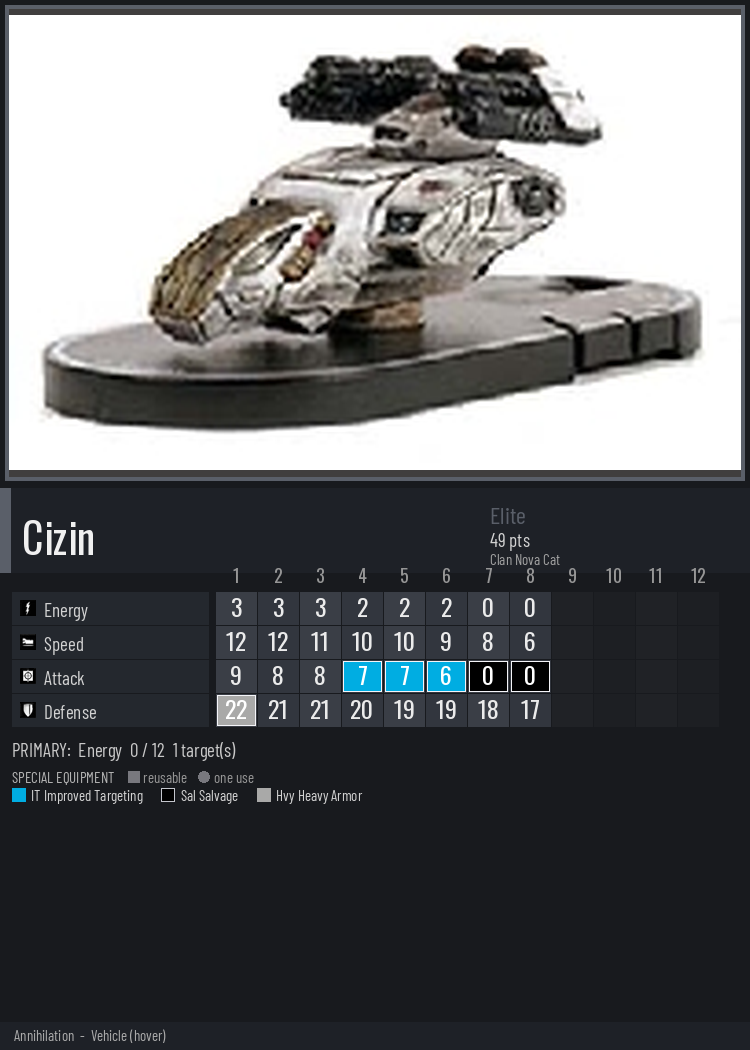 Cizin
Elite
49 pts
Clan Nova Cat
1 2 3 4 5 6 7 8 9 10 11 12
Energy 3 3 3 2 2 2 0 0
Speed 12 12 11 10 10 9 8 6
Attack 9 8 8 7 7 6 0 0
Defense 22 21 21 20 19 19 18 17
PRIMARY: Energy 0 / 12 1 target(s)
SPECIAL EQUIPMENT reusable one use
IT Improved Targeting Sal Salvage Hvy Heavy Armor
Annihilation - Vehicle (hover)